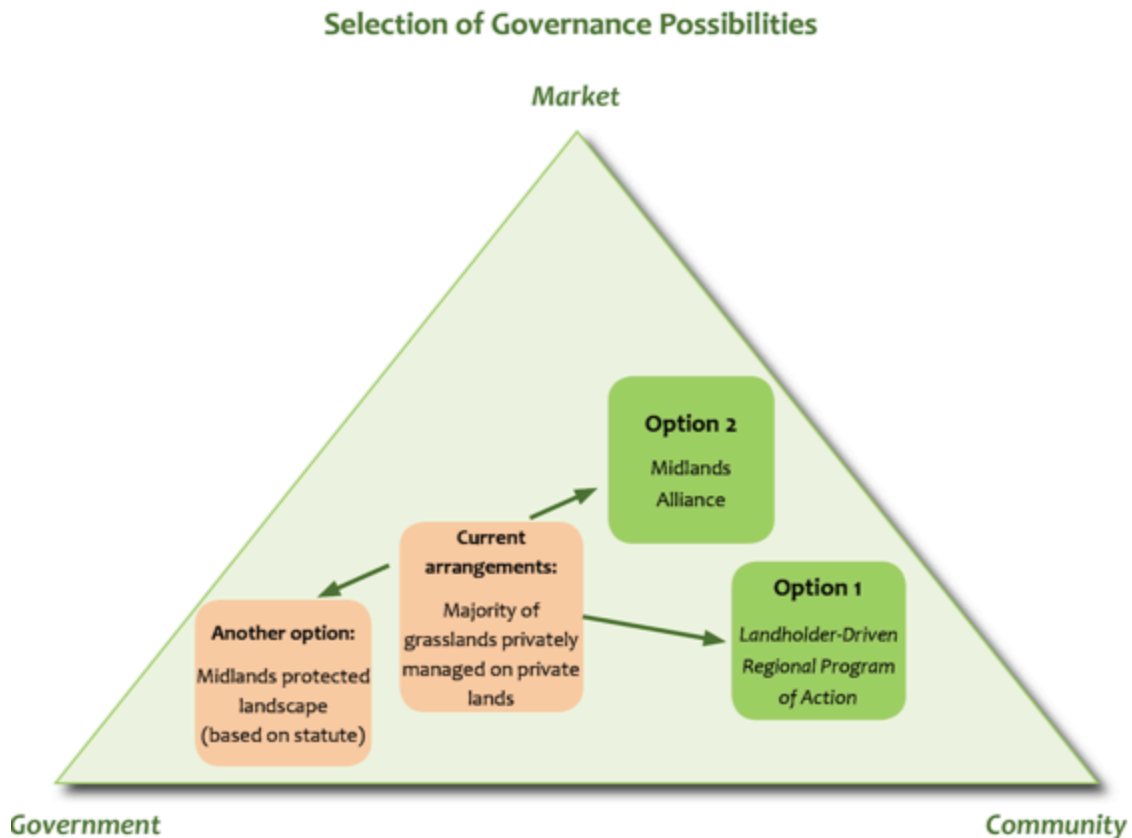 Selection of Governance Possibilities
Market
Option 2
Midlands
Alliance
Current
arrangements:
Majority of
grasslands privately
managed on private
lands
Option 1
Landholder-Driven
Regional Program
of Action
Another option:
Midlands protected
landscape
(based on statute)
Government
Community